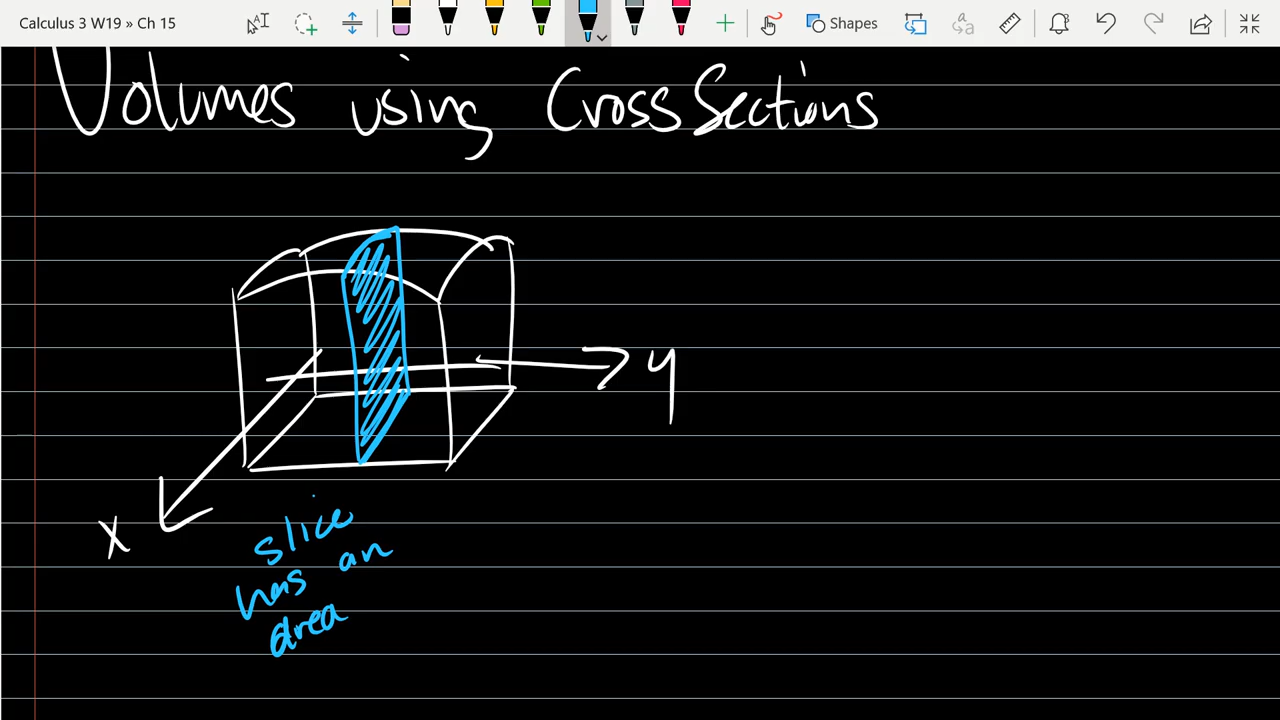 Calculus 3 W19 » Ch 15
Shapes
Volumes using Cross Sections
y
x
slice
has an
area